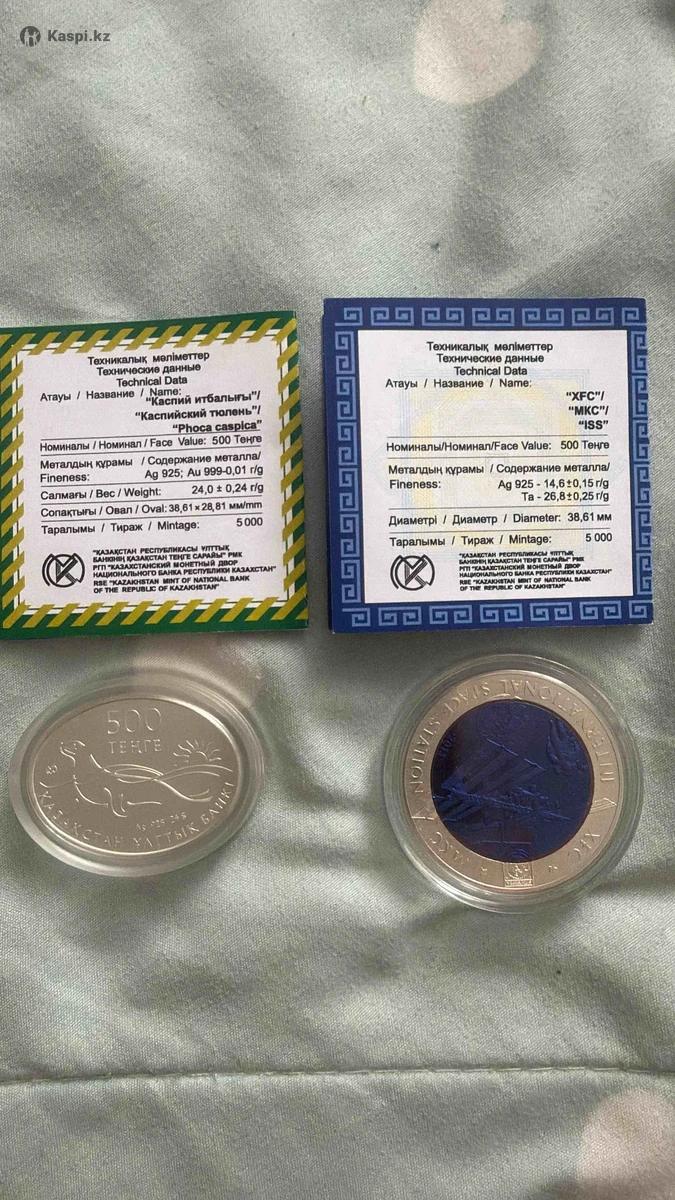 Kaspi.kz
Техникалық мәліметтер
Технические данные
Technical Data
Атауы / Название / Name:
"Каспий итбалығы"/
"Каспийский тюлень"/
"Phoca caspica"
Номиналы / Номинал / Face Value: 500 Теңге
Металдың құрамы / Содержание металла/
Fineness: Ag 925; Au 999-0,01 г/g
Салмағы / Вес / Weight: 24,0 ± 0,24 г/g
Сопақтығы / Овал / Oval: 38,61 × 28,81 мм/mm
Таралымы / Тираж / Mintage: 5 000
"ҚАЗАҚСТАН РЕСПУБЛИКАСЫ ҰЛТТЫҚ
БАНКІНІҢ ҚАЗАҚ ТЕҢГЕ САРАЙЫ" РМК
РГП "КАЗАХСТАНСКИЙ МОНЕТНЫЙ ДВОР
НАЦИОНАЛЬНОГО БАНКА РЕСПУБЛИКИ КАЗАХСТАН"
RSE "KAZAKHSTAN MINT OF NATIONAL BANK
OF THE REPUBLIC OF KAZAKHSTAN"
Техникалық мәліметтер
Технические данные
Technical Data
Атауы / Название / Name:
"ХҒС"/
"МКС"/
"ISS"
Номиналы/Номинал/Face Value: 500 Теңге
Металдың құрамы / Содержание металла/
Fineness: Ag 925 - 14,6±0,15 г/g
Ta - 26,8±0,25 г/g
Диаметрі / Диаметр / Diameter: 38,61 мм
Таралымы / Тираж / Mintage: 5 000
"ҚАЗАҚСТАН РЕСПУБЛИКАСЫ ҰЛТТЫҚ
БАНКІНІҢ ҚАЗАҚ ТЕҢГЕ САРАЙЫ" РМК
РГП "КАЗАХСТАНСКИЙ МОНЕТНЫЙ ДВОР
НАЦИОНАЛЬНОГО БАНКА РЕСПУБЛИКИ КАЗАХСТАН"
RSE "KAZAKHSTAN MINT OF NATIONAL BANK
OF THE REPUBLIC OF KAZAKHSTAN"
500
ТЕҢГЕ
Ag 925 24 g
ҚАЗАҚСТАН ҰЛТТЫҚ БАНКІ
INTERNATIONAL SPACE STATION
ХҒС
МКС